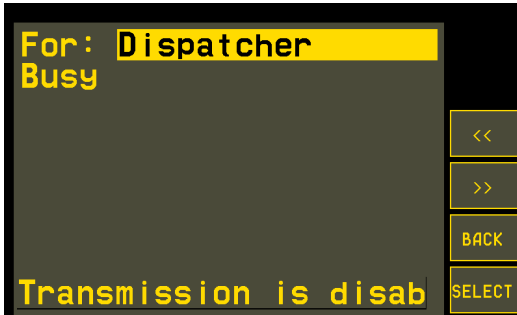 For: Dispatcher
Busy
<<
>>
BACK
SELECT
Transmission is disab